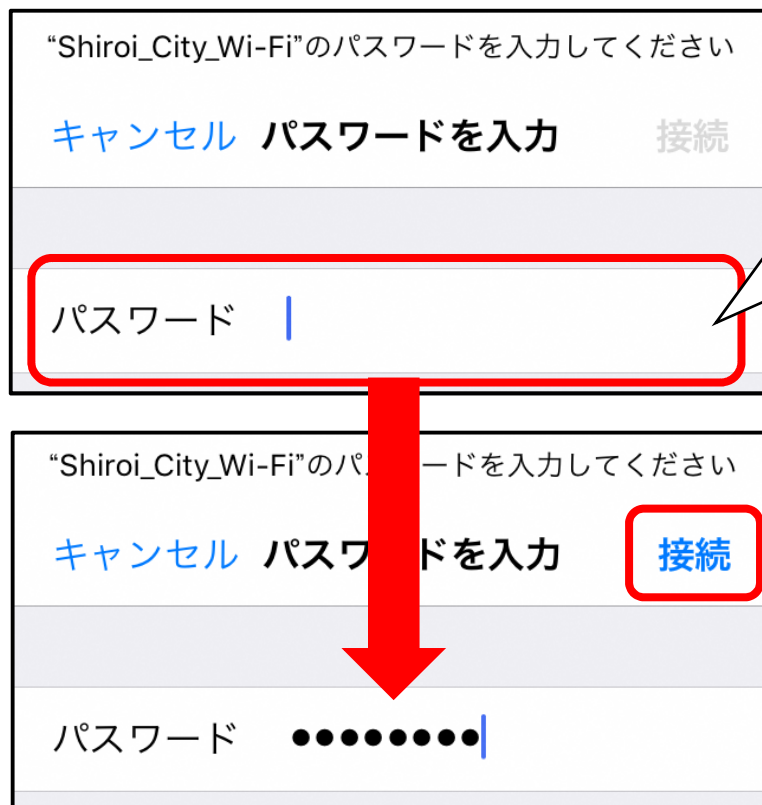 “Shiroi_City_Wi-Fi”のパスワードを入力してください
キャンセル パスワードを入力 接続
パスワード
“Shiroi_City_Wi-Fi”のパ ードを入力してください
キャンセル パスワ ドを入力 接続
パスワード ●●●●●●●●